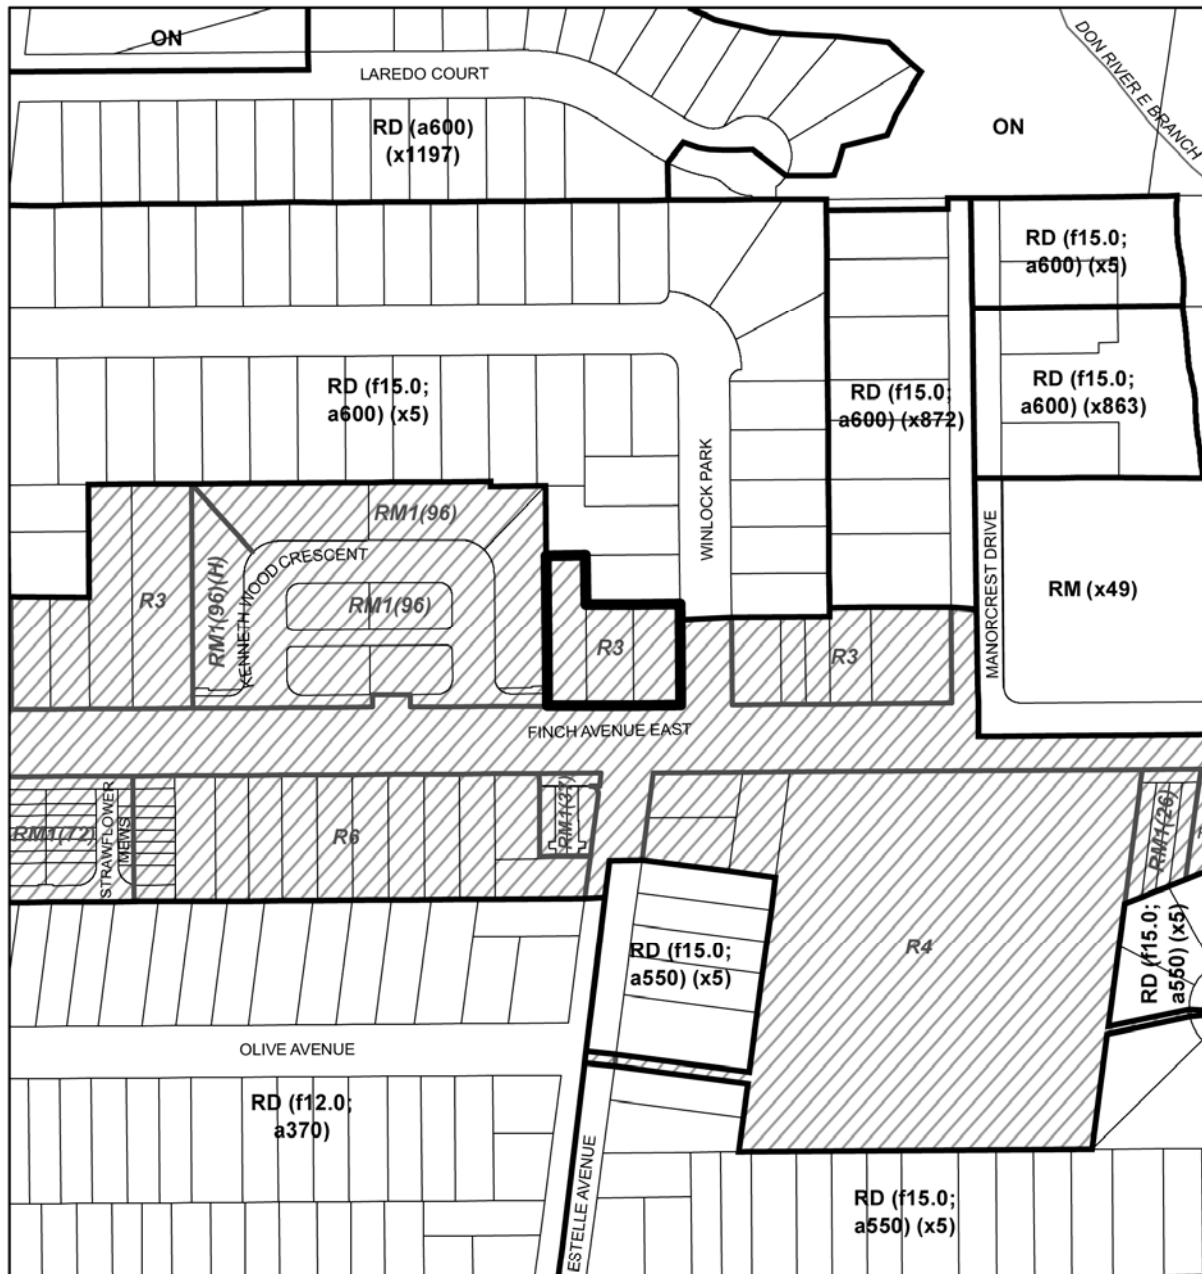 ON
LAREDO COURT
DON RIVER E BRANCH
RD (a600)
(x1197)
ON
RD (f15.0;
a600) (x5)
RD (f15.0;
a600) (x5)
RD (f15.0;
a600) (x872)
RD (f15.0;
a600) (x863)
WINLOCK PARK
MANORCREST DRIVE
RM (x49)
RM1(96)
KENNETH WOOD CRESCENT
R3
RM1(96)(H)
RM1(96)
R3
R3
FINCH AVENUE EAST
RM1(72)
STRAWFLOWER
MEWS
R6
RM1(37)
RM1(26)
RD (f15.0;
a550) (x5)
R4
RD (f15.0;
a550) (x5)
OLIVE AVENUE
RD (f12.0;
a370)
ESTELLE AVENUE
RD (f15.0;
a550) (x5)